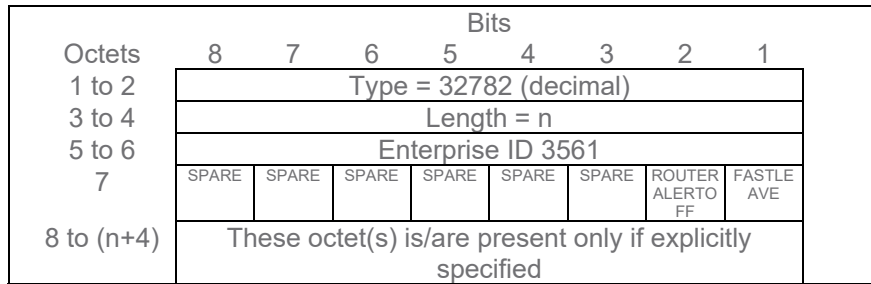 Bits
Octets 8 7 6 5 4 3 2 1
1 to 2 Type = 32782 (decimal)
3 to 4 Length = n
5 to 6 Enterprise ID 3561
7 SPARE SPARE SPARE SPARE SPARE SPARE ROUTER FASTLE
ALERTO AVE
FF
8 to (n+4) These octet(s) is/are present only if explicitly
specified